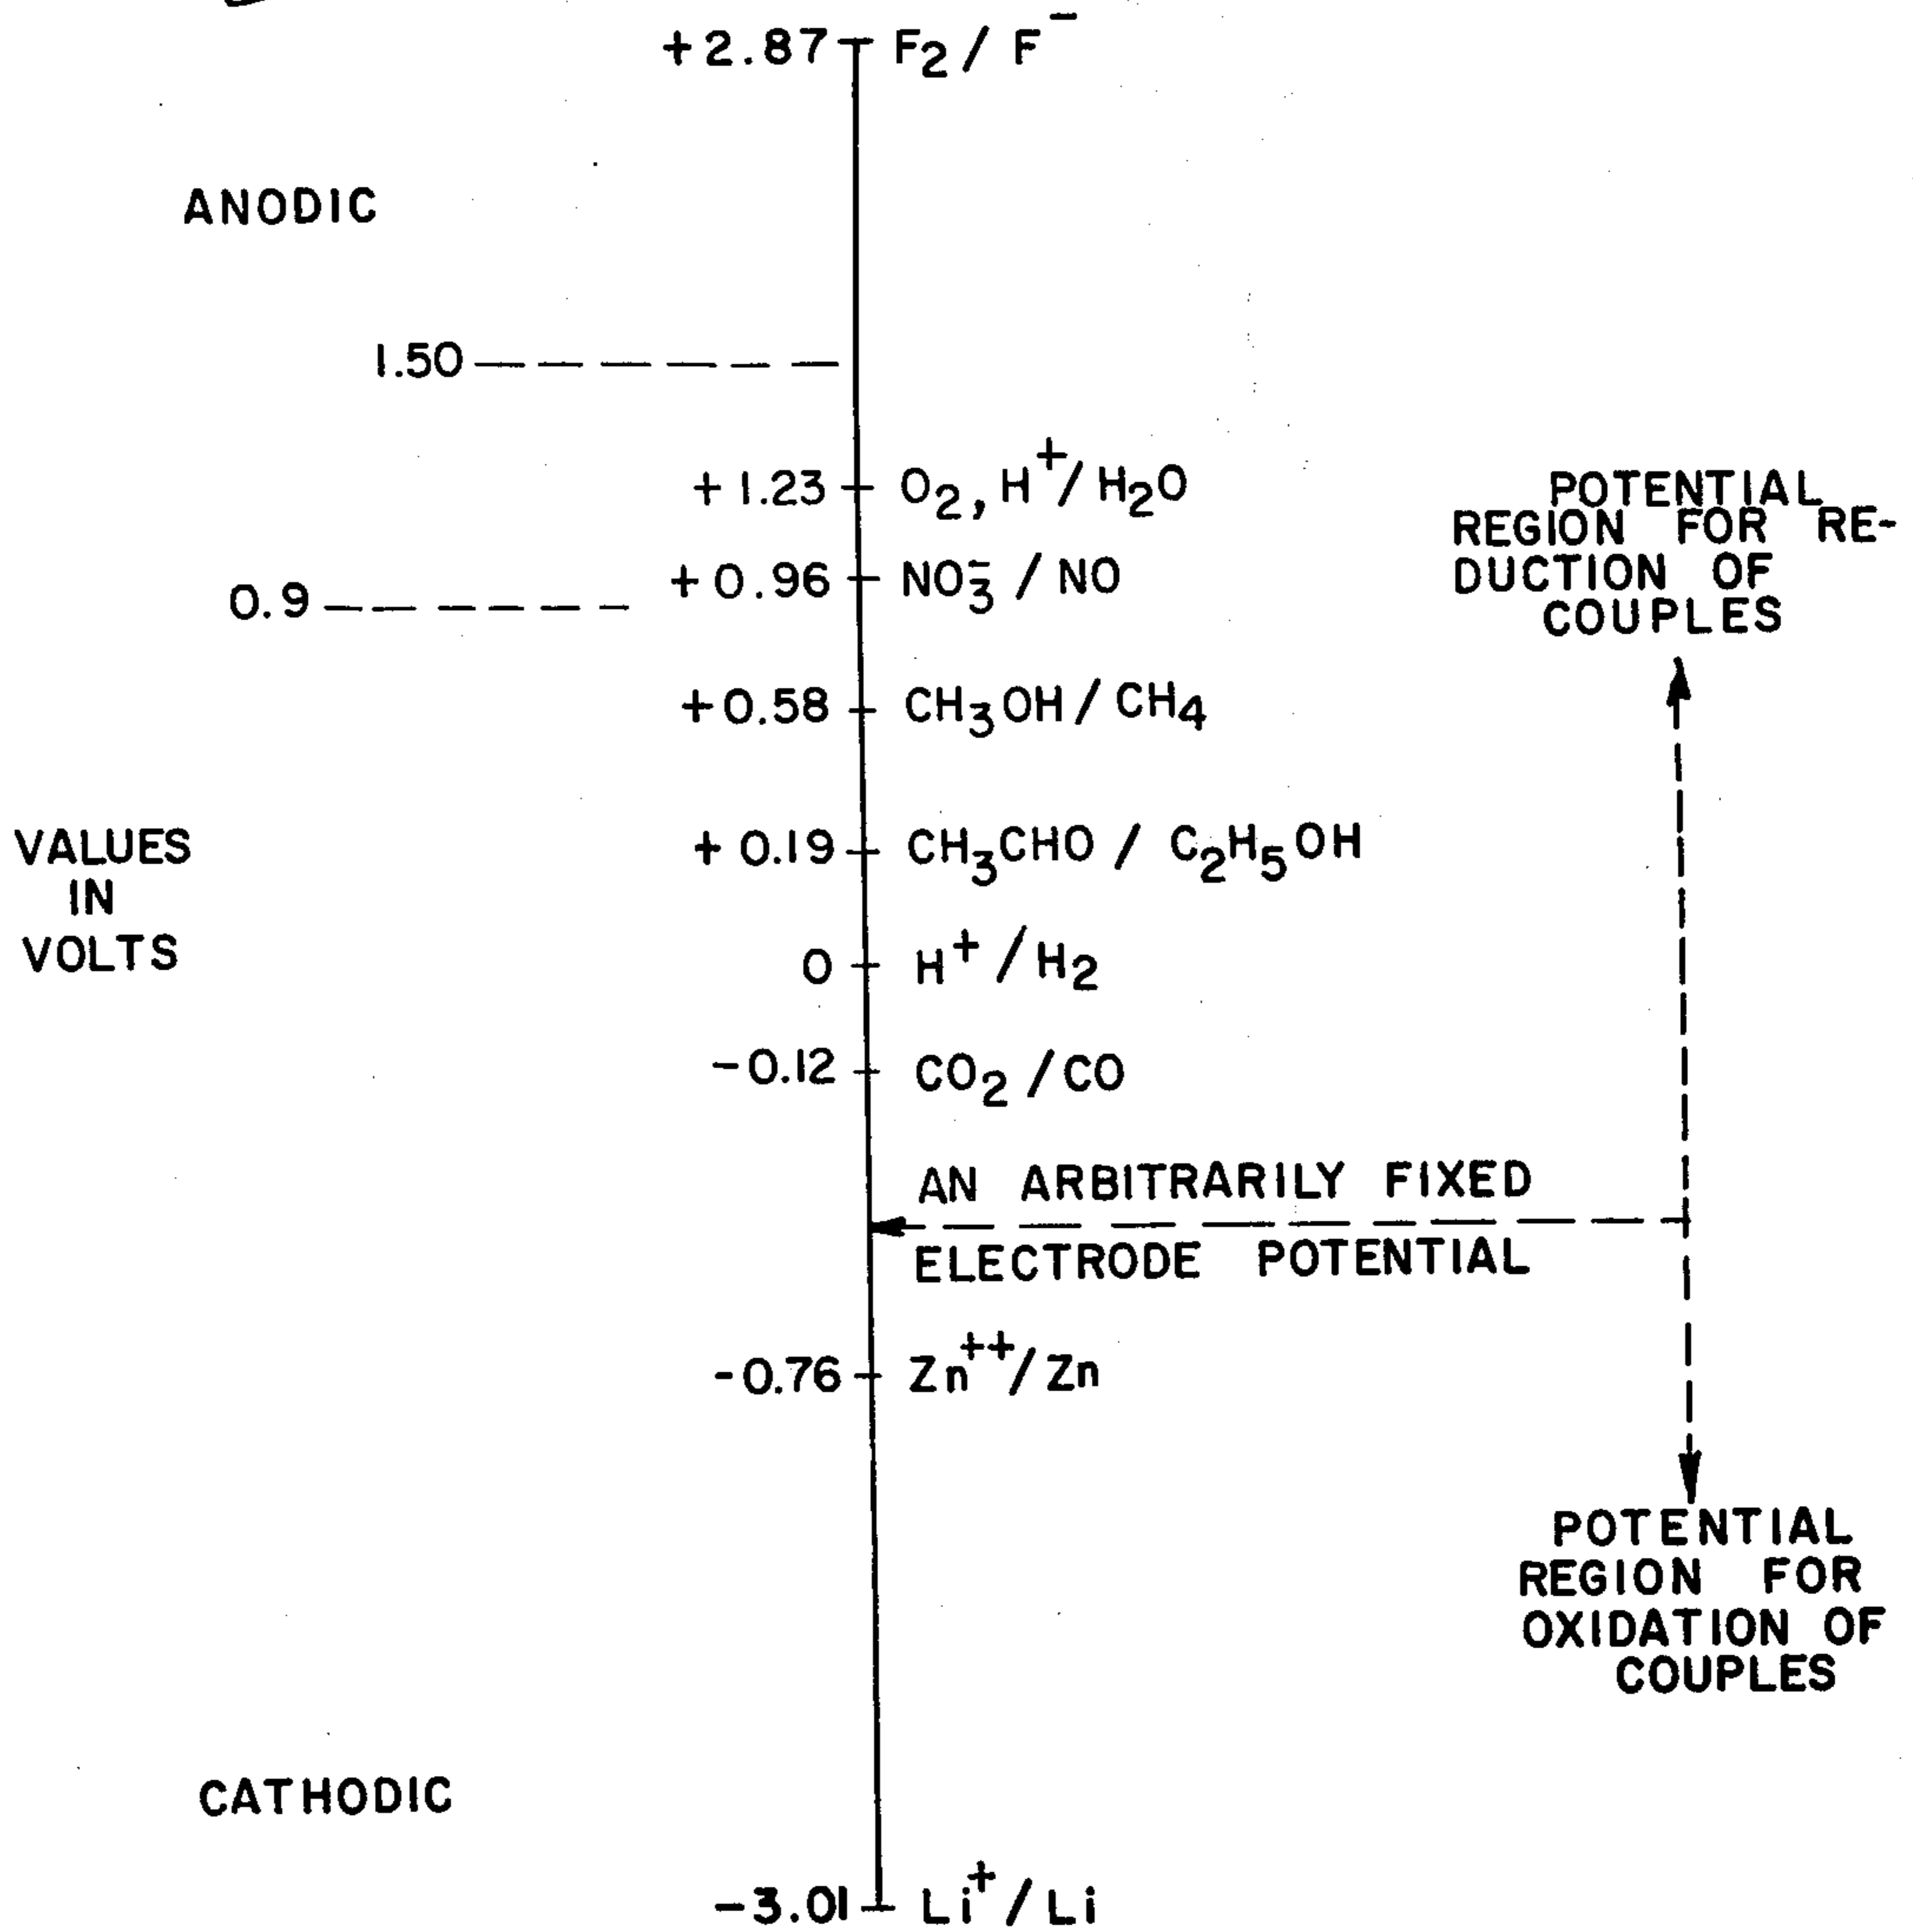 +2.87 F₂ / F⁻
ANODIC
1.50
+1.23 O₂, H⁺/H₂O
+0.96 NO₃⁻ / NO
0.9
POTENTIAL
REGION FOR RE-
DUCTION OF
COUPLES
+0.58 CH₃OH / CH₄
+0.19 CH₃CHO / C₂H₅OH
VALUES
IN
VOLTS
0 H⁺/H₂
-0.12 CO₂/CO
AN ARBITRARILY FIXED
ELECTRODE POTENTIAL
-0.76 Zn⁺⁺/Zn
POTENTIAL
REGION FOR
OXIDATION OF
COUPLES
CATHODIC
-3.01 Li⁺/Li